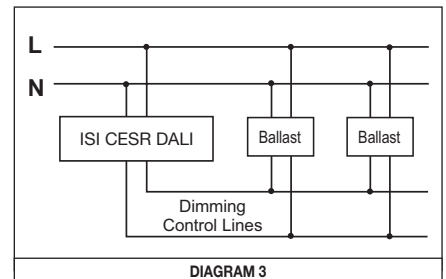 L
N
ISI CESR DALI
Ballast
Ballast
Dimming
Control Lines
DIAGRAM 3